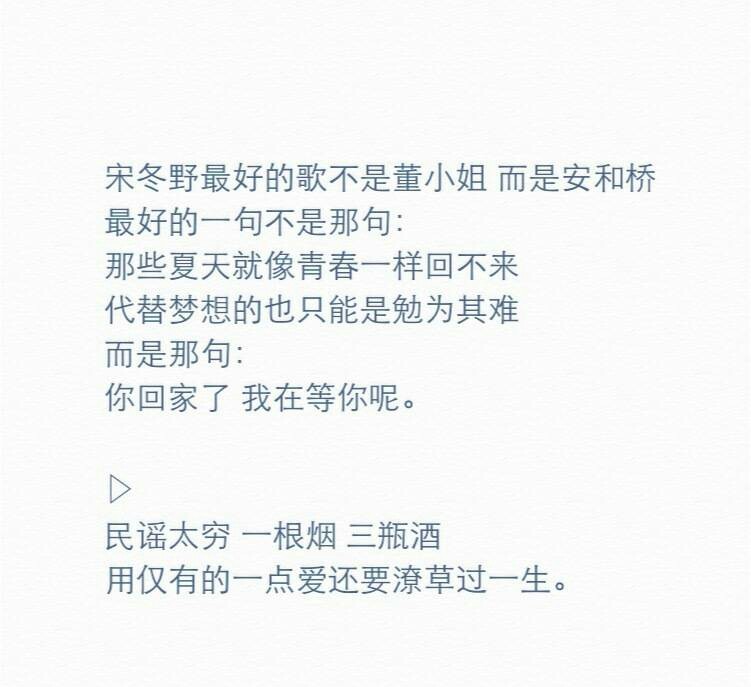 宋冬野最好的歌不是董小姐 而是安和桥
最好的一句不是那句：
那些夏天就像青春一样回不来
代替梦想的也只能是勉为其难
而是那句：
你回家了 我在等你呢。
▷
民谣太穷 一根烟 三瓶酒
用仅有的一点爱还要潦草过一生。